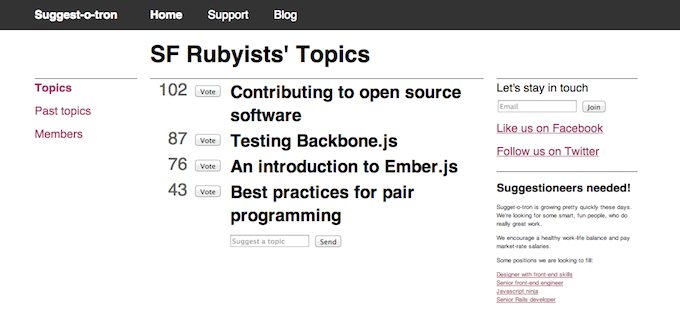 Suggest-o-tron Home Support Blog
SF Rubyists' Topics
Topics
Past topics
Members
102 Vote Contributing to open source
software
87 Vote Testing Backbone.js
76 Vote An introduction to Ember.js
43 Vote Best practices for pair
programming
Suggest a topic Send
Let's stay in touch
Email Join
Like us on Facebook
Follow us on Twitter
Suggestioneers needed!
Sugget-o-tron is growing pretty quickly these days.
We're looking for some smart, fun people, who do
really great work.
We encourage a healthy work-life balance and pay
market-rate salaries.
Some positions we are looking to fill:
Designer with front-end skills
Senior front-end engineer
Javascript ninja
Senior Rails developer